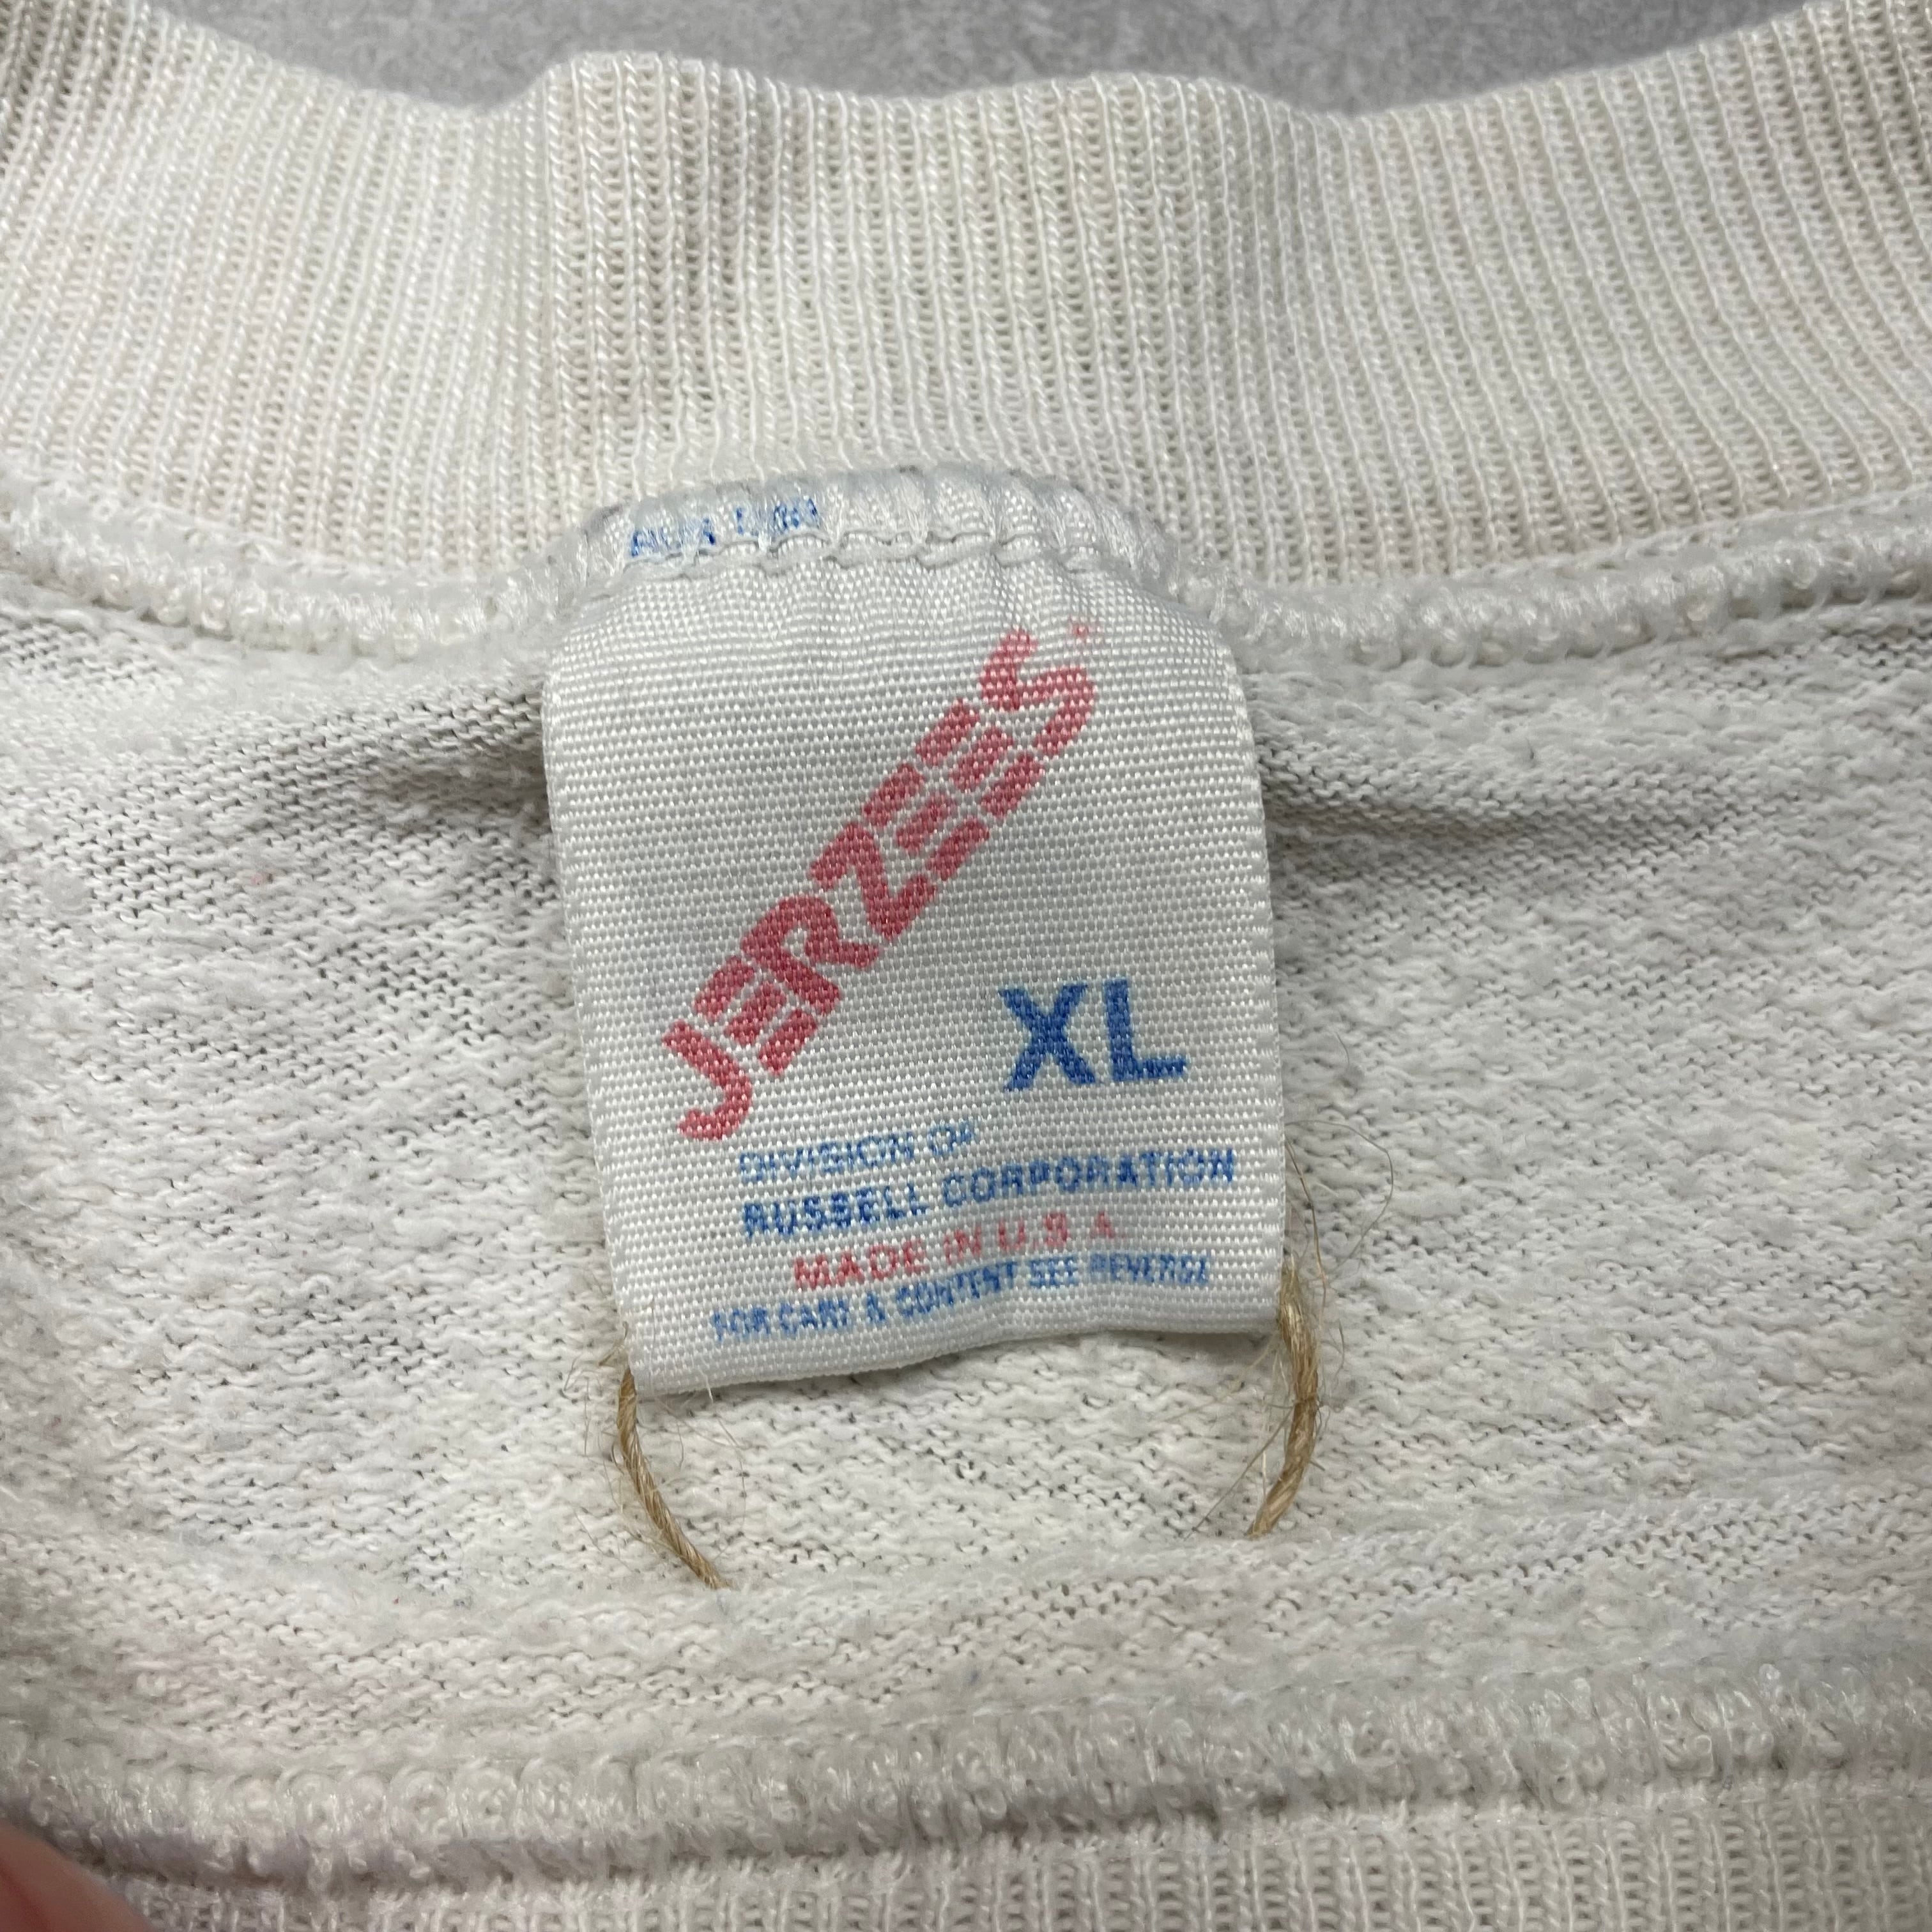 JERZEES
XL
DIVISION OF
RUSSELL CORPORATION
MADE IN U.S.A.
FOR CARE & CONTENT SEE REVERSE